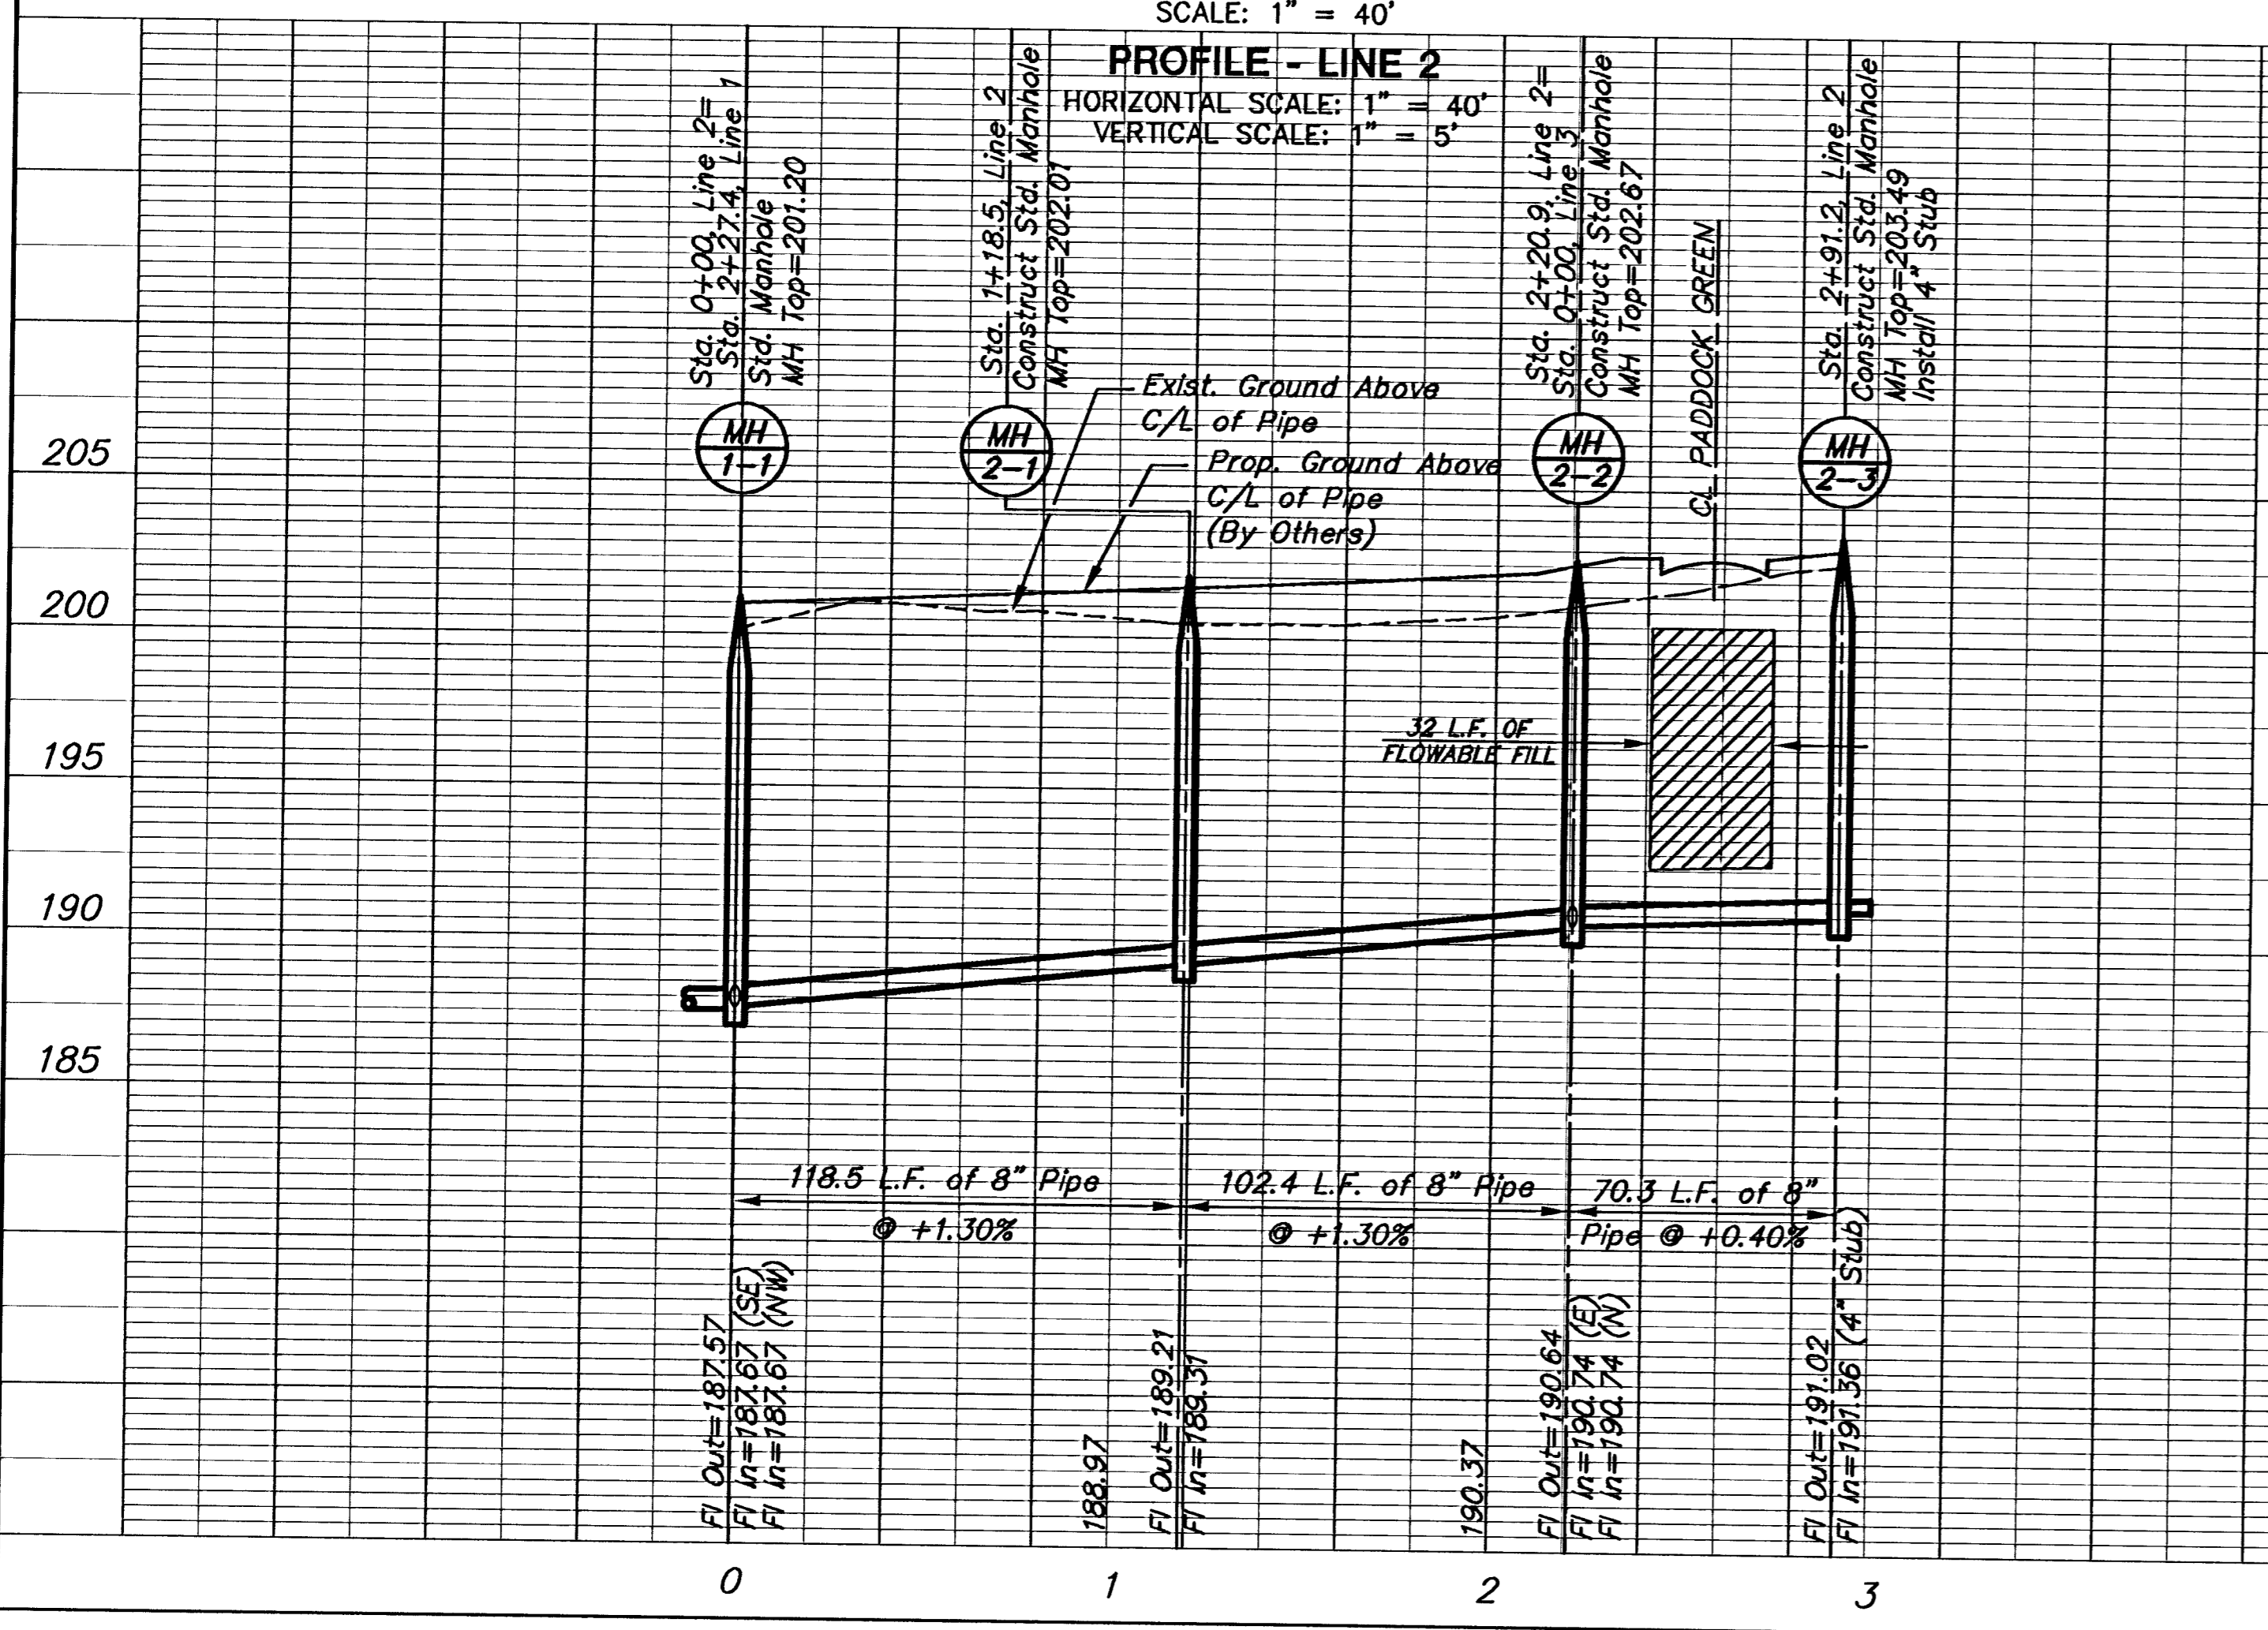 SCALE: 1" = 40'
PROFILE - LINE 2
HORIZONTAL SCALE: 1" = 40'
VERTICAL SCALE: 1" = 5'
Sta. 0+00, Line 2=
Sta. 2+27.4, Line 1
Std. Manhole
MH Top=201.20
Sta. 1+18.5, Line 2
Construct Std. Manhole
MH Top=202.01
Sta. 2+20.9, Line 2=
Sta. 0+00, Line 3
Construct Std. Manhole
MH Top=202.67
CL PADDOCK GREEN
Sta. 2+91.2, Line 2
Construct Std. Manhole
MH Top=203.49
Install 4" Stub
MH
1-1
MH
2-1
MH
2-2
MH
2-3
Exist. Ground Above
C/L of Pipe
Prop. Ground Above
C/L of Pipe
(By Others)
205
200
195
190
185
32 L.F. OF
FLOWABLE FILL
118.5 L.F. of 8" Pipe
@ +1.30%
102.4 L.F. of 8" Pipe
@ +1.30%
70.3 L.F. of 8"
Pipe @ +0.40%
Fl Out=187.57
Fl In=187.67 (SE)
Fl In=187.67 (NW)
188.97
Fl Out=189.21
Fl In=189.31
190.37
Fl Out=190.64
Fl In=190.74 (E)
Fl In=190.74 (N)
Fl Out=191.02
Fl In=191.36 (4" Stub)
0
1
2
3